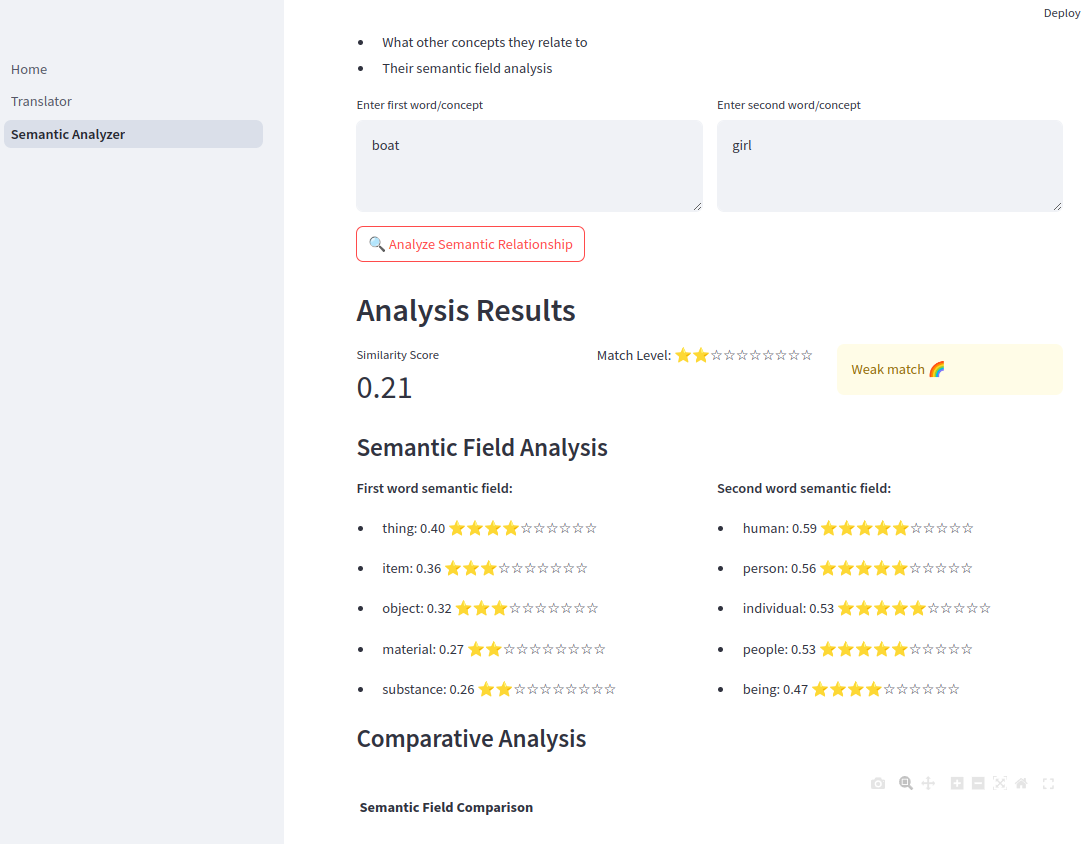 Deploy
Home
Translator
Semantic Analyzer
• What other concepts they relate to
• Their semantic field analysis
Enter first word/concept
Enter second word/concept
boat
girl
🔍 Analyze Semantic Relationship
Analysis Results
Similarity Score
0.21
Match Level: ⭐⭐☆☆☆☆☆☆☆☆
Weak match 🌈
Semantic Field Analysis
First word semantic field:
• thing: 0.40 ⭐⭐⭐⭐☆☆☆☆☆☆
• item: 0.36 ⭐⭐⭐☆☆☆☆☆☆☆
• object: 0.32 ⭐⭐⭐☆☆☆☆☆☆☆
• material: 0.27 ⭐⭐☆☆☆☆☆☆☆☆
• substance: 0.26 ⭐⭐☆☆☆☆☆☆☆☆
Second word semantic field:
• human: 0.59 ⭐⭐⭐⭐⭐☆☆☆☆☆
• person: 0.56 ⭐⭐⭐⭐⭐☆☆☆☆☆
• individual: 0.53 ⭐⭐⭐⭐⭐☆☆☆☆☆
• people: 0.53 ⭐⭐⭐⭐⭐☆☆☆☆☆
• being: 0.47 ⭐⭐⭐⭐☆☆☆☆☆☆
Comparative Analysis
Semantic Field Comparison